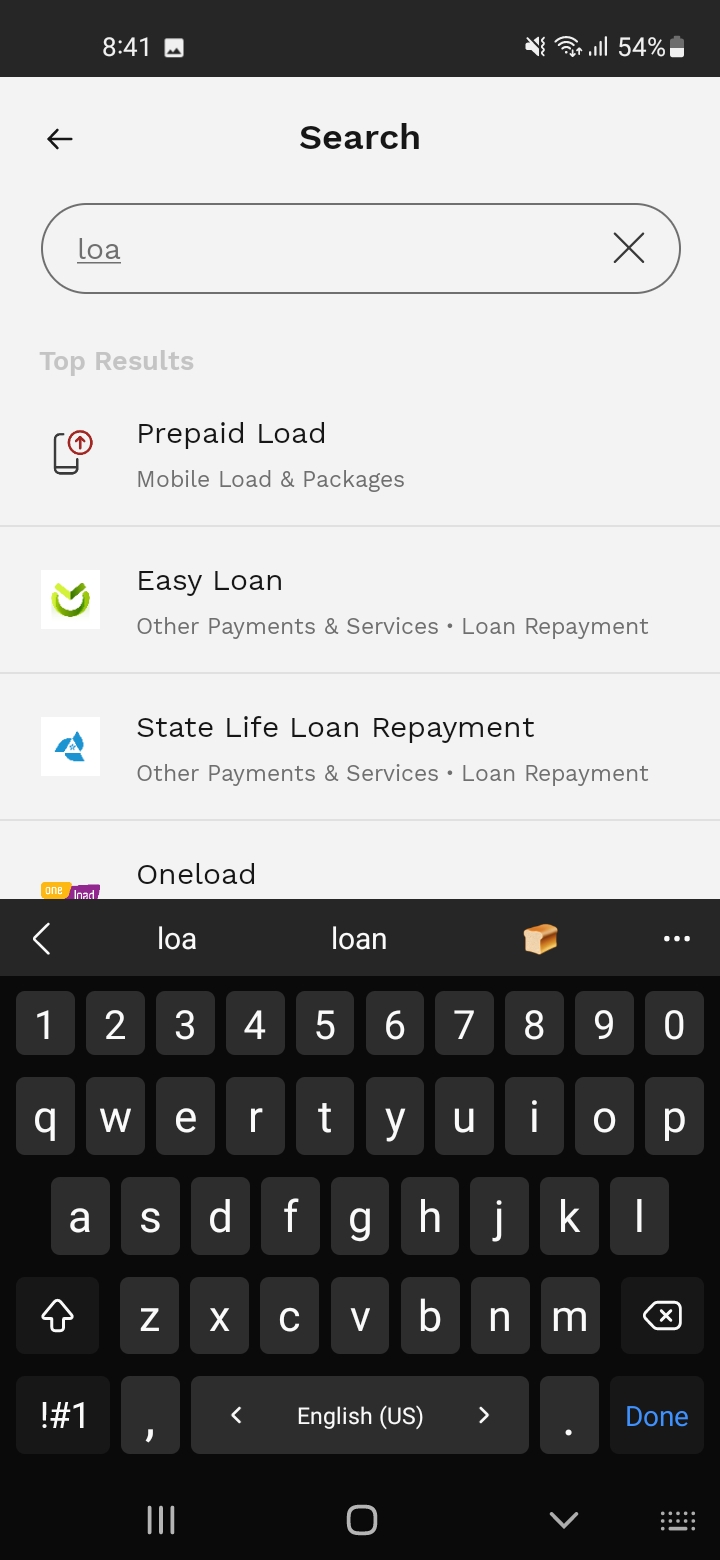 8:41
54%
Search
loa
Top Results
Prepaid Load
Mobile Load & Packages
Easy Loan
Other Payments & Services • Loan Repayment
State Life Loan Repayment
Other Payments & Services • Loan Repayment
Oneload
one load
loa loan
1 2 3 4 5 6 7 8 9 0
q w e r t y u i o p
a s d f g h j k l
z x c v b n m
!#1 , English (US) . Done